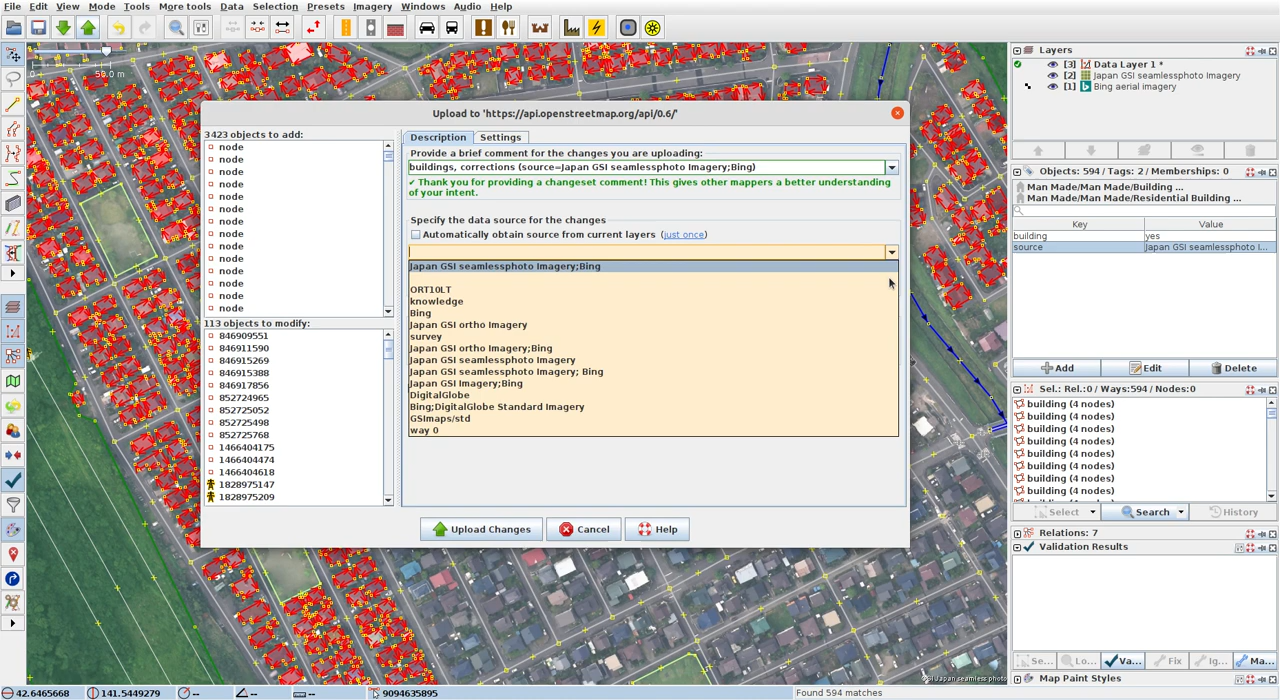 File Edit View Mode Tools More tools Data Selection Presets Imagery Windows Audio Help
0 50.0 m
Upload to 'https://api.openstreetmap.org/api/0.6/'
3423 objects to add:
node
node
node
node
node
node
node
node
node
node
node
node
node
node
113 objects to modify:
846909551
846911590
846915269
846915388
846917856
852724965
852725052
852725498
852725768
1466404175
1466404474
1466404618
1828975147
1828975209
Description Settings
Provide a brief comment for the changes you are uploading:
buildings, corrections (source=Japan GSI seamlessphoto Imagery;Bing)
✔ Thank you for providing a changeset comment! This gives other mappers a better understanding
of your intent.
Specify the data source for the changes
Automatically obtain source from current layers (just once)
Japan GSI seamlessphoto Imagery;Bing
ORT10LT
knowledge
Bing
Japan GSI ortho Imagery
survey
Japan GSI ortho Imagery;Bing
Japan GSI seamlessphoto Imagery
Japan GSI seamlessphoto Imagery; Bing
Japan GSI Imagery;Bing
DigitalGlobe
Bing;DigitalGlobe Standard Imagery
GSImaps/std
way 0
Upload Changes Cancel Help
Layers
[3] Data Layer 1 *
[2] Japan GSI seamlessphoto Imagery
[1] Bing aerial imagery
Objects: 594 / Tags: 2 / Memberships: 0
Man Made/Man Made/Building ...
Man Made/Man Made/Residential Building ...
Key Value
building yes
source Japan GSI seamlessphoto I...
Add Edit Delete
Sel.: Rel.:0 / Ways:594 / Nodes:0
building (4 nodes)
building (4 nodes)
building (4 nodes)
building (4 nodes)
building (4 nodes)
building (4 nodes)
building (4 nodes)
building (4 nodes)
Select Search History
Relations: 7
Validation Results
Se... Lo... Va... Fix Ig... Ma...
Map Paint Styles
GSI Japan seamless photo
42.6465668 141.5449279 -- -- -- 9094635895 Found 594 matches